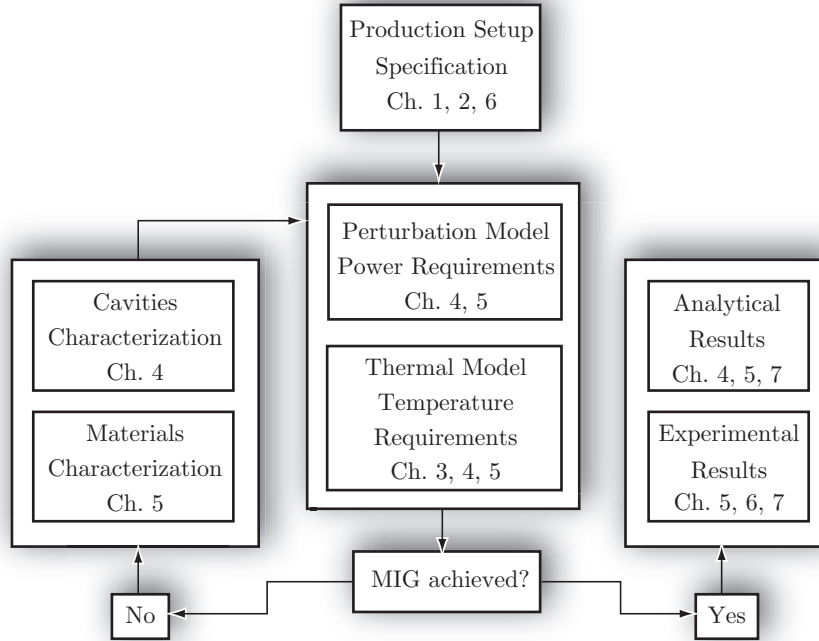 Production Setup
Specification
Ch. 1, 2, 6
Perturbation Model
Power Requirements
Ch. 4, 5
Thermal Model
Temperature
Requirements
Ch. 3, 4, 5
Cavities
Characterization
Ch. 4
Materials
Characterization
Ch. 5
Analytical
Results
Ch. 4, 5, 7
Experimental
Results
Ch. 5, 6, 7
MIG achieved?
No
Yes